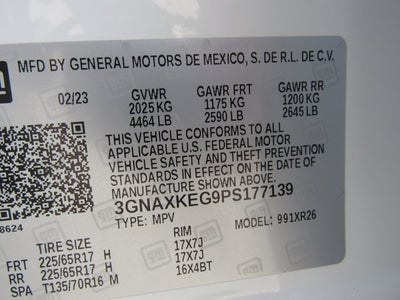 gm
MFD BY GENERAL MOTORS DE MEXICO, S. DE R.L. DE C.V.
02/23 GVWR GAWR FRT GAWR RR
2025 KG 1175 KG 1200 KG
4464 LB 2590 LB 2645 LB
THIS VEHICLE CONFORMS TO ALL
APPLICABLE U.S. FEDERAL MOTOR
VEHICLE SAFETY AND THEFT PREVENTION
STANDARDS IN EFFECT ON THE DATE
OF MANUFACTURE SHOWN ABOVE.
3GNAXKEG9PS177139
TYPE: MPV 991XR26
8624
TIRE SIZE RIM
FRT 225/65R17 H 17X7J
RR 225/65R17 H 17X7J
SPA T135/70R16 M 16X4BT